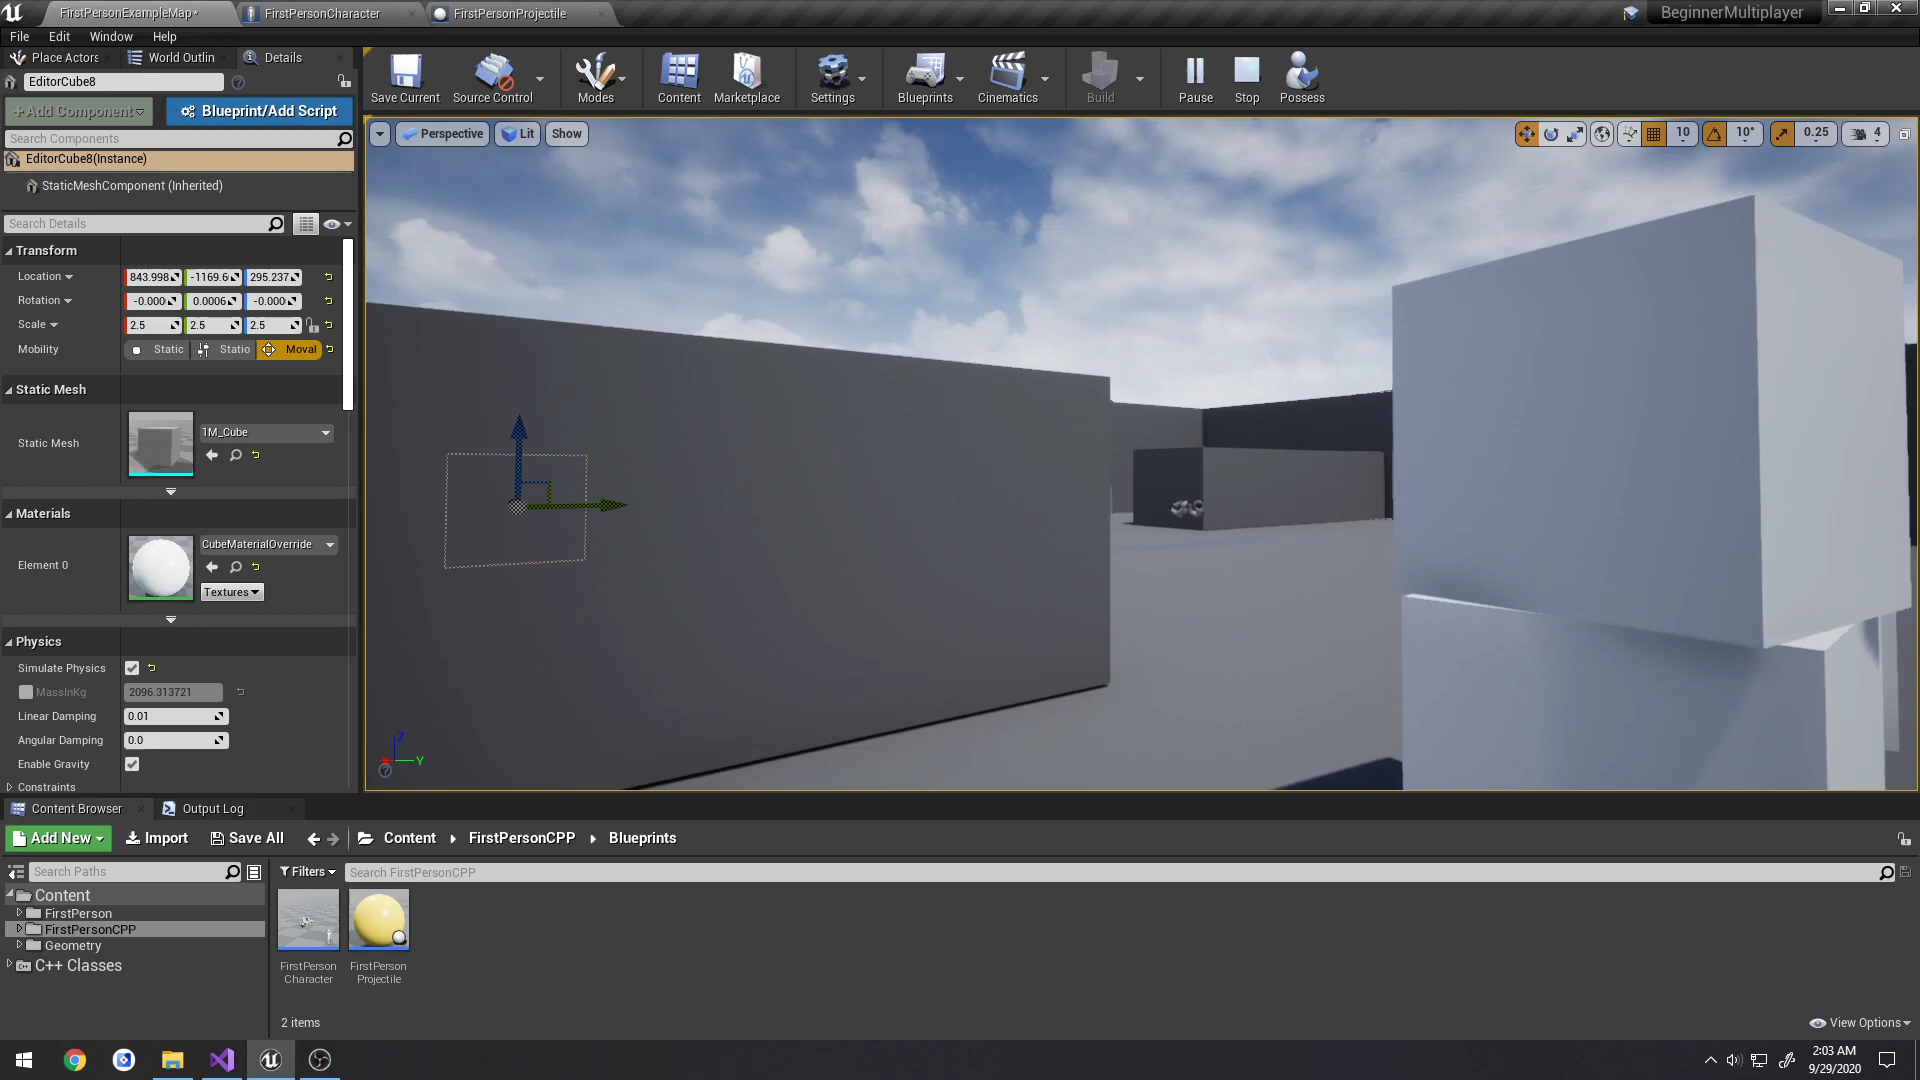 FirstPersonExampleMap*
FirstPersonCharacter
FirstPersonProjectile
BeginnerMultiplayer
File Edit Window Help
Place Actors
World Outlin
Details
EditorCube8
+Add Component
Blueprint/Add Script
Search Components
EditorCube8(Instance)
StaticMeshComponent (Inherited)
Search Details
Transform
Location 843.998 -1169.6 295.237
Rotation -0.000 0.0006 -0.000
Scale 2.5 2.5 2.5
Mobility Static Statio Moval
Static Mesh
Static Mesh
1M_Cube
Materials
Element 0
CubeMaterialOverride
Textures
Physics
Simulate Physics
MassInKg 2096.313721
Linear Damping 0.01
Angular Damping 0.0
Enable Gravity
Constraints
Save Current
Source Control
Modes
Content
Marketplace
Settings
Blueprints
Cinematics
Build
Pause
Stop
Possess
Perspective
Lit
Show
10
10°
0.25
4
Z
X
Y
Content Browser
Output Log
Add New
Import
Save All
Content
FirstPersonCPP
Blueprints
Search Paths
Filters
Search FirstPersonCPP
Content
FirstPerson
FirstPersonCPP
Geometry
C++ Classes
FirstPerson
Character
FirstPerson
Projectile
2 items
View Options
2:03 AM
9/29/2020